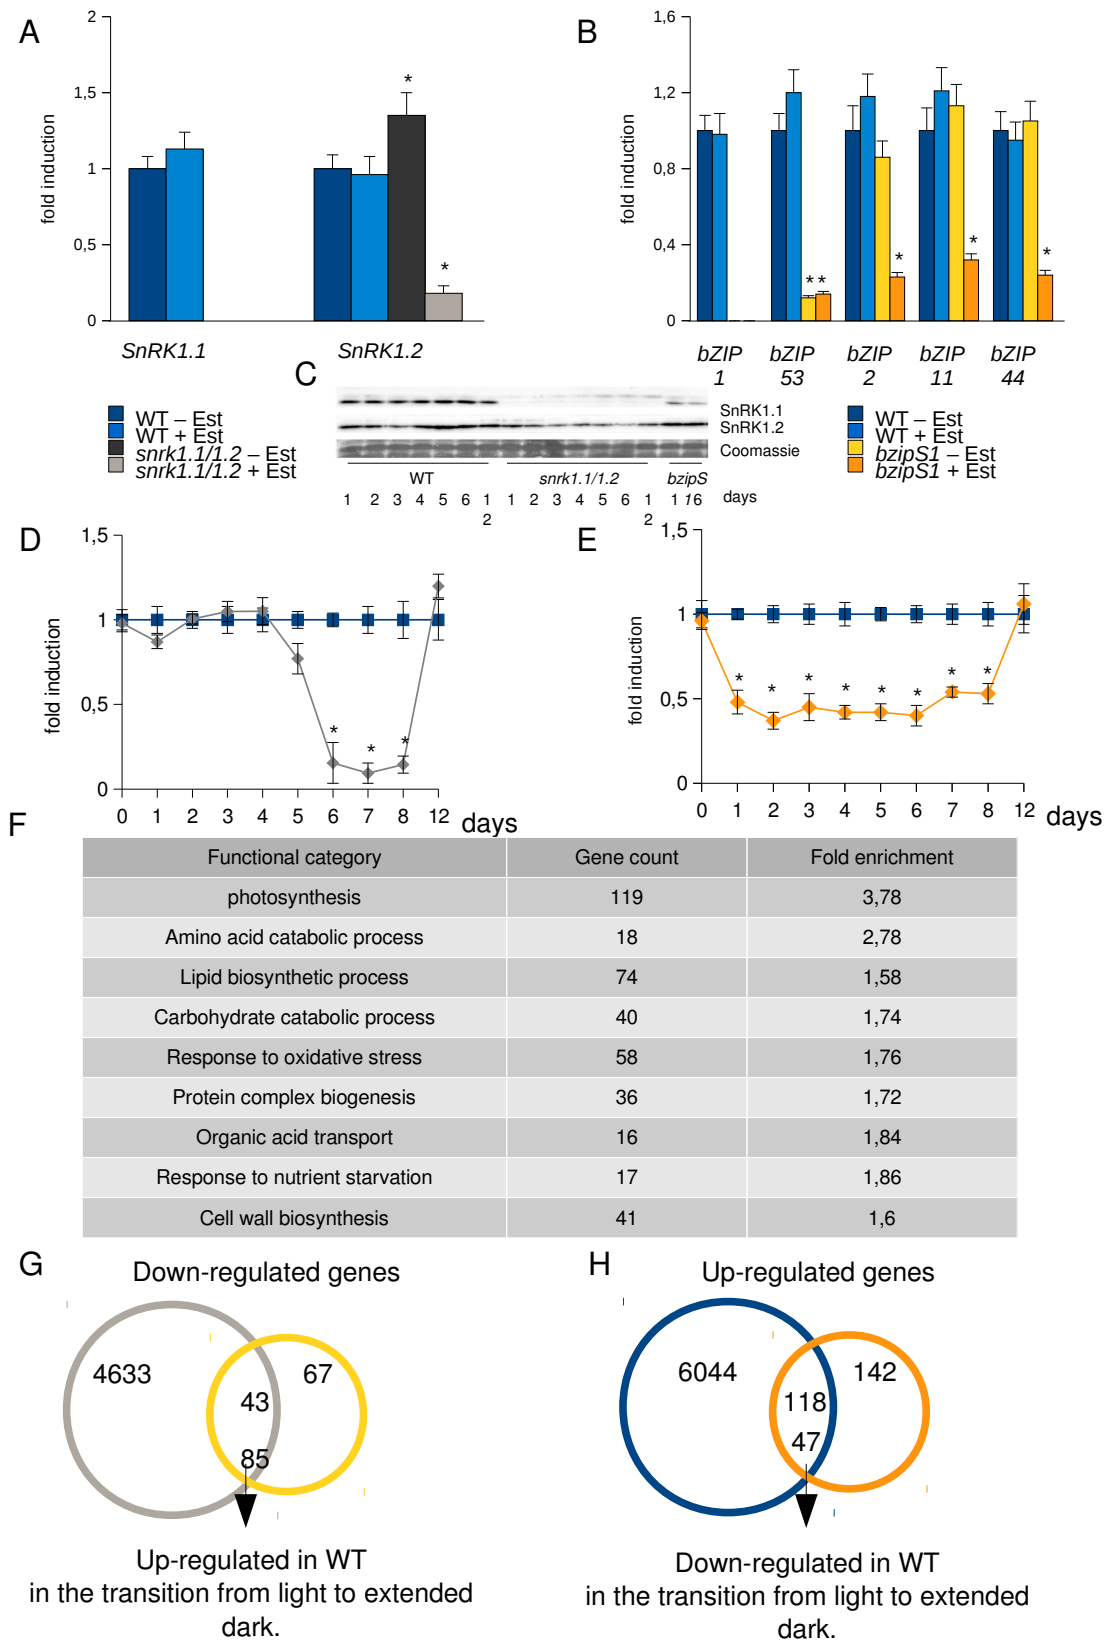 A
2
1,5
1
0,5
0
fold induction
*
*
SnRK1.1
SnRK1.2
B
1,6
1,2
0,8
0,4
0
fold induction
* *
*
*
*
bZIP 1
bZIP 53
bZIP 2
bZIP 11
bZIP 44
WT – Est
WT + Est
snrk1.1/1.2 – Est
snrk1.1/1.2 + Est
C
SnRK1.1
SnRK1.2
Coomassie
WT
snrk1.1/1.2
bzipS1
1 2 3 4 5 6 12 1 2 3 4 5 6 12 1 6 days
WT – Est
WT + Est
bzipS1 – Est
bzipS1 + Est
D
1,5
1
0,5
0
fold induction
* * *
0 1 2 3 4 5 6 7 8 12 days
E
1,5
1
0,5
0
fold induction
* * * * * * * *
0 1 2 3 4 5 6 7 8 12 days
F
Functional category Gene count Fold enrichment
photosynthesis 119 3,78
Amino acid catabolic process 18 2,78
Lipid biosynthetic process 74 1,58
Carbohydrate catabolic process 40 1,74
Response to oxidative stress 58 1,76
Protein complex biogenesis 36 1,72
Organic acid transport 16 1,84
Response to nutrient starvation 17 1,86
Cell wall biosynthesis 41 1,6
G
Down-regulated genes
4633
43
67
85
Up-regulated in WT
in the transition from light to extended
dark.
H
Up-regulated genes
6044
118
142
47
Down-regulated in WT
in the transition from light to extended
dark.